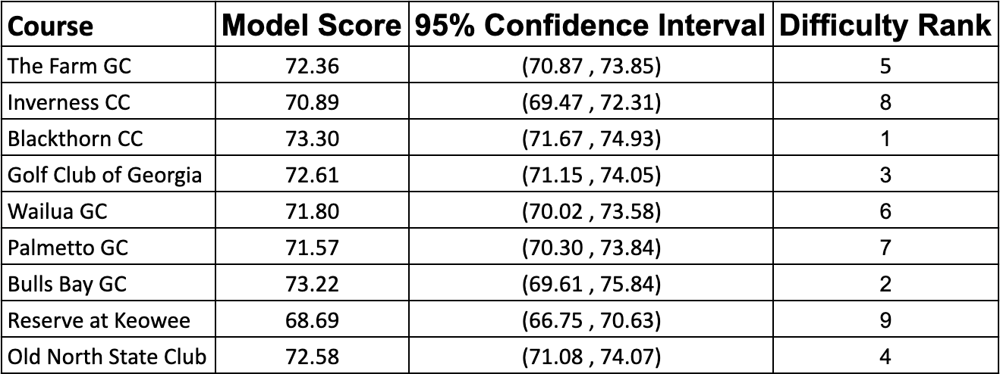 Course Model Score 95% Confidence Interval Difficulty Rank
The Farm GC 72.36 (70.87 , 73.85) 5
Inverness CC 70.89 (69.47 , 72.31) 8
Blackthorn CC 73.30 (71.67 , 74.93) 1
Golf Club of Georgia 72.61 (71.15 , 74.05) 3
Wailua GC 71.80 (70.02 , 73.58) 6
Palmetto GC 71.57 (70.30 , 73.84) 7
Bulls Bay GC 73.22 (69.61 , 75.84) 2
Reserve at Keowee 68.69 (66.75 , 70.63) 9
Old North State Club 72.58 (71.08 , 74.07) 4